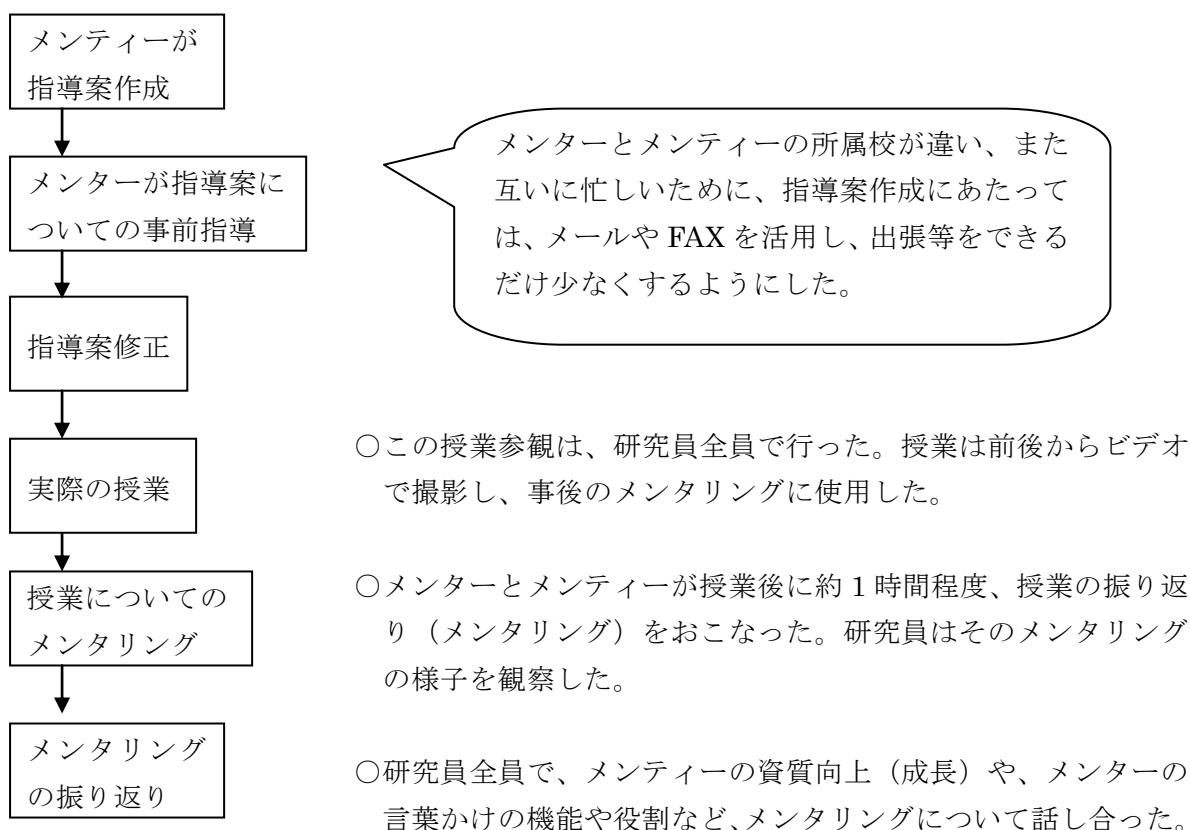 メンティーが
指導案作成
メンターが指導案に
ついての事前指導
メンターとメンティーの所属校が違い、また
互いに忙しいために、指導案作成にあたって
は、メールや FAX を活用し、出張等をできる
だけ少なくするようにした。
指導案修正
実際の授業
○この授業参観は、研究員全員で行った。授業は前後からビデオ
で撮影し、事後のメンタリングに使用した。
授業についての
メンタリング
○メンターとメンティーが授業後に約 1 時間程度、授業の振り返
り（メンタリング）をおこなった。研究員はそのメンタリング
の様子を観察した。
メンタリング
の振り返り
○研究員全員で、メンティーの資質向上（成長）や、メンターの
言葉かけの機能や役割など、メンタリングについて話し合った。